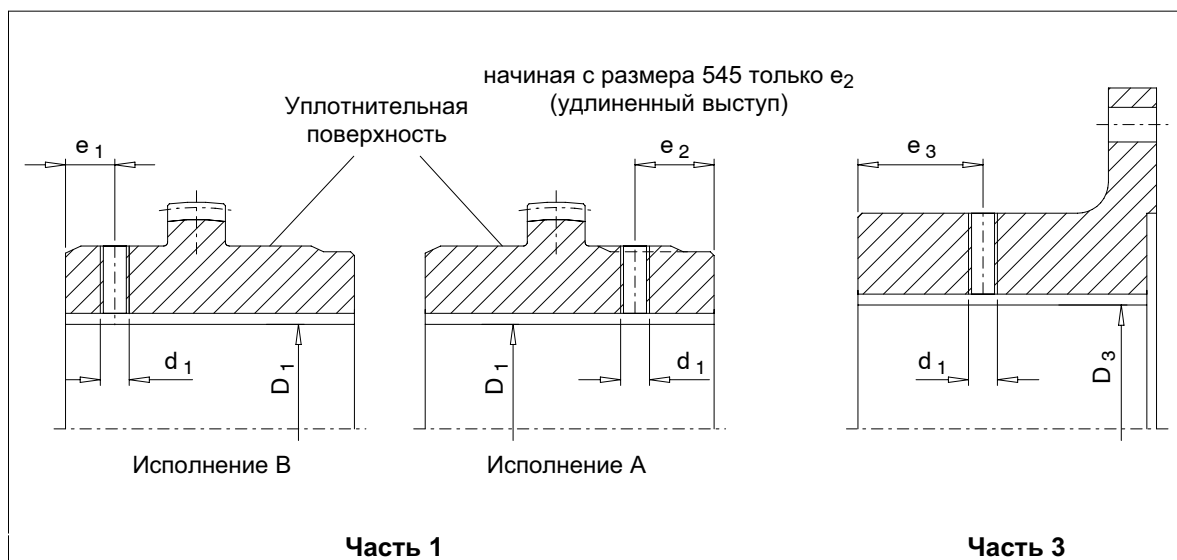 начиная с размера 545 только e2
(удлиненный выступ)
Уплотнительная
поверхность
e1
e2
e3
d1
D1
D1
d1
d1
D3
Исполнение B
Исполнение A
Часть 1
Часть 3